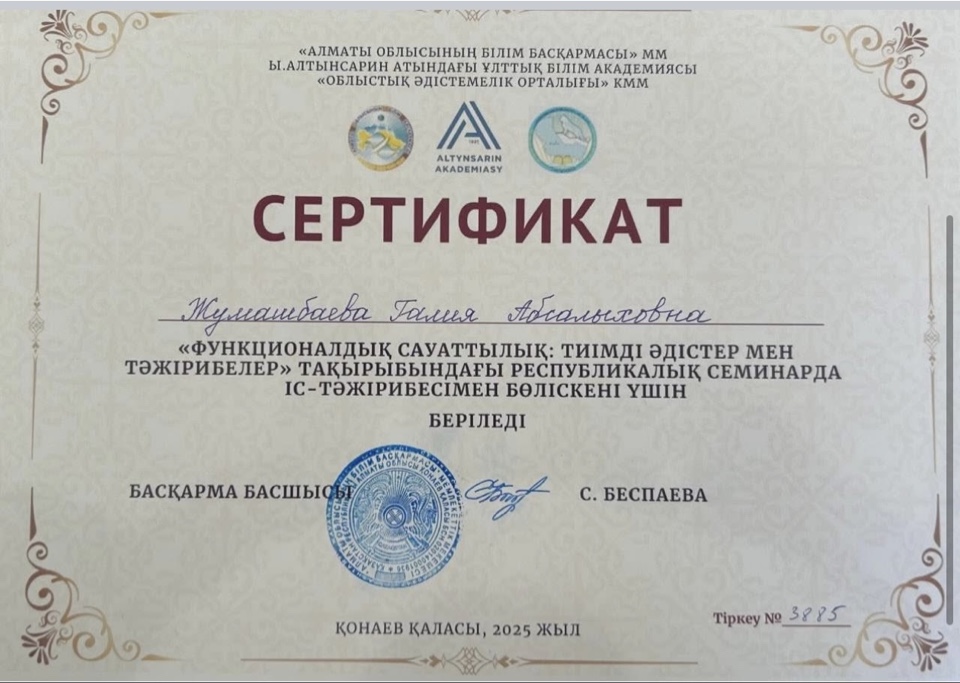 «АЛМАТЫ ОБЛЫСЫНЫҢ БІЛІМ БАСҚАРМАСЫ» ММ
Ы.АЛТЫНСАРИН АТЫНДАҒЫ ҰЛТТЫҚ БІЛІМ АКАДЕМИЯСЫ
«ОБЛЫСТЫҚ ӘДІСТЕМЕЛІК ОРТАЛЫҒЫ» КММ
ALTYNSARIN
AKADEMIASY
СЕРТИФИКАТ
Жумашбаева Галия Абсалыховна
«ФУНКЦИОНАЛДЫҚ САУАТТЫЛЫҚ: ТИІМДІ ӘДІСТЕР МЕН
ТӘЖІРИБЕЛЕР» ТАҚЫРЫБЫНДАҒЫ РЕСПУБЛИКАЛЫҚ СЕМИНАРДА
ІС-ТӘЖІРИБЕСІМЕН БӨЛІСКЕНІ ҮШІН
БЕРІЛЕДІ
БАСҚАРМА БАСШЫСЫ С. БЕСПАЕВА
Тіркеу № 3885
ҚОНАЕВ ҚАЛАСЫ, 2025 ЖЫЛ